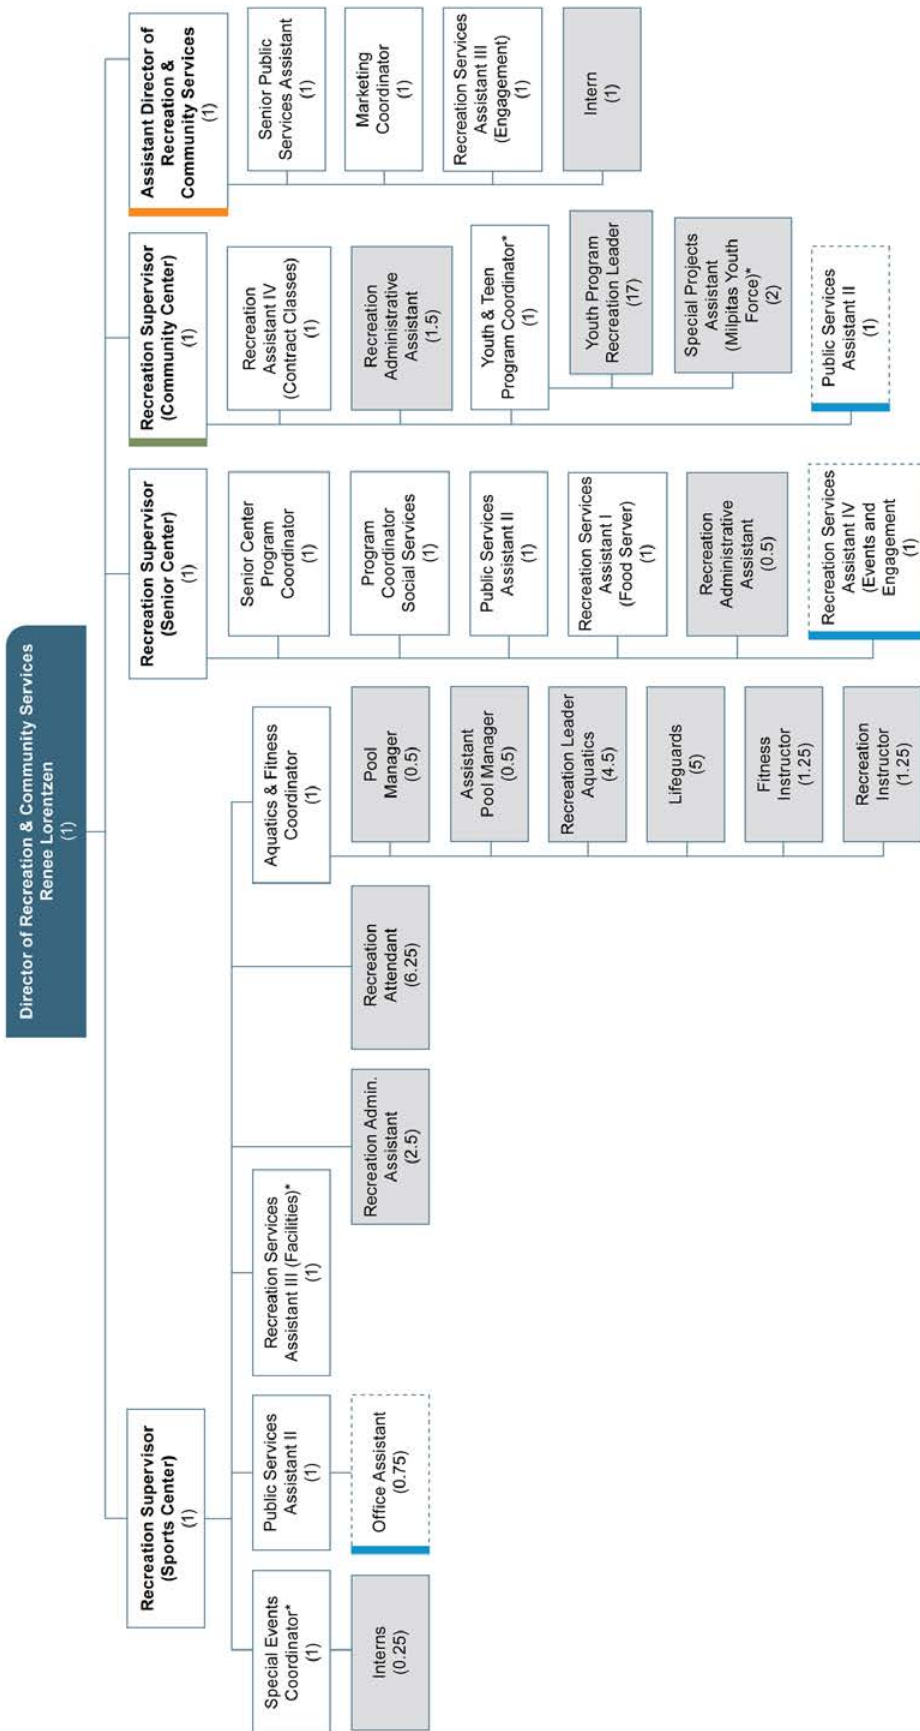 Director of Recreation & Community Services
Renee Lorentzen
(1)
Recreation Supervisor
(Sports Center)
(1)
Special Events
Coordinator*
(1)
Interns
(0.25)
Public Services
Assistant II
(1)
Office Assistant
(0.75)
Recreation Services
Assistant III (Facilities)*
(1)
Recreation Admin.
Assistant
(2.5)
Recreation
Attendant
(6.25)
Aquatics & Fitness
Coordinator
(1)
Pool
Manager
(0.5)
Assistant
Pool Manager
(0.5)
Recreation Leader
Aquatics
(4.5)
Lifeguards
(5)
Fitness
Instructor
(1.25)
Recreation
Instructor
(1.25)
Recreation Supervisor
(Senior Center)
(1)
Senior Center
Program
Coordinator
(1)
Program
Coordinator
Social Services
(1)
Public Services
Assistant II
(1)
Recreation Services
Assistant I
(Food Server)
(1)
Recreation
Administrative
Assistant
(0.5)
Recreation Services
Assistant IV
(Events and
Engagement
(1)
Recreation Supervisor
(Community Center)
(1)
Recreation
Assistant IV
(Contract Classes)
(1)
Recreation
Administrative
Assistant
(1.5)
Youth & Teen
Program Coordinator*
(1)
Youth Program
Recreation Leader
(17)
Special Projects
Assistant
(Milpitas Youth
Force)*
(2)
Public Services
Assistant II
(1)
Assistant Director of
Recreation &
Community Services
(1)
Senior Public
Services Assistant
(1)
Marketing
Coordinator
(1)
Recreation Services
Assistant III
(Engagement)
(1)
Intern
(1)